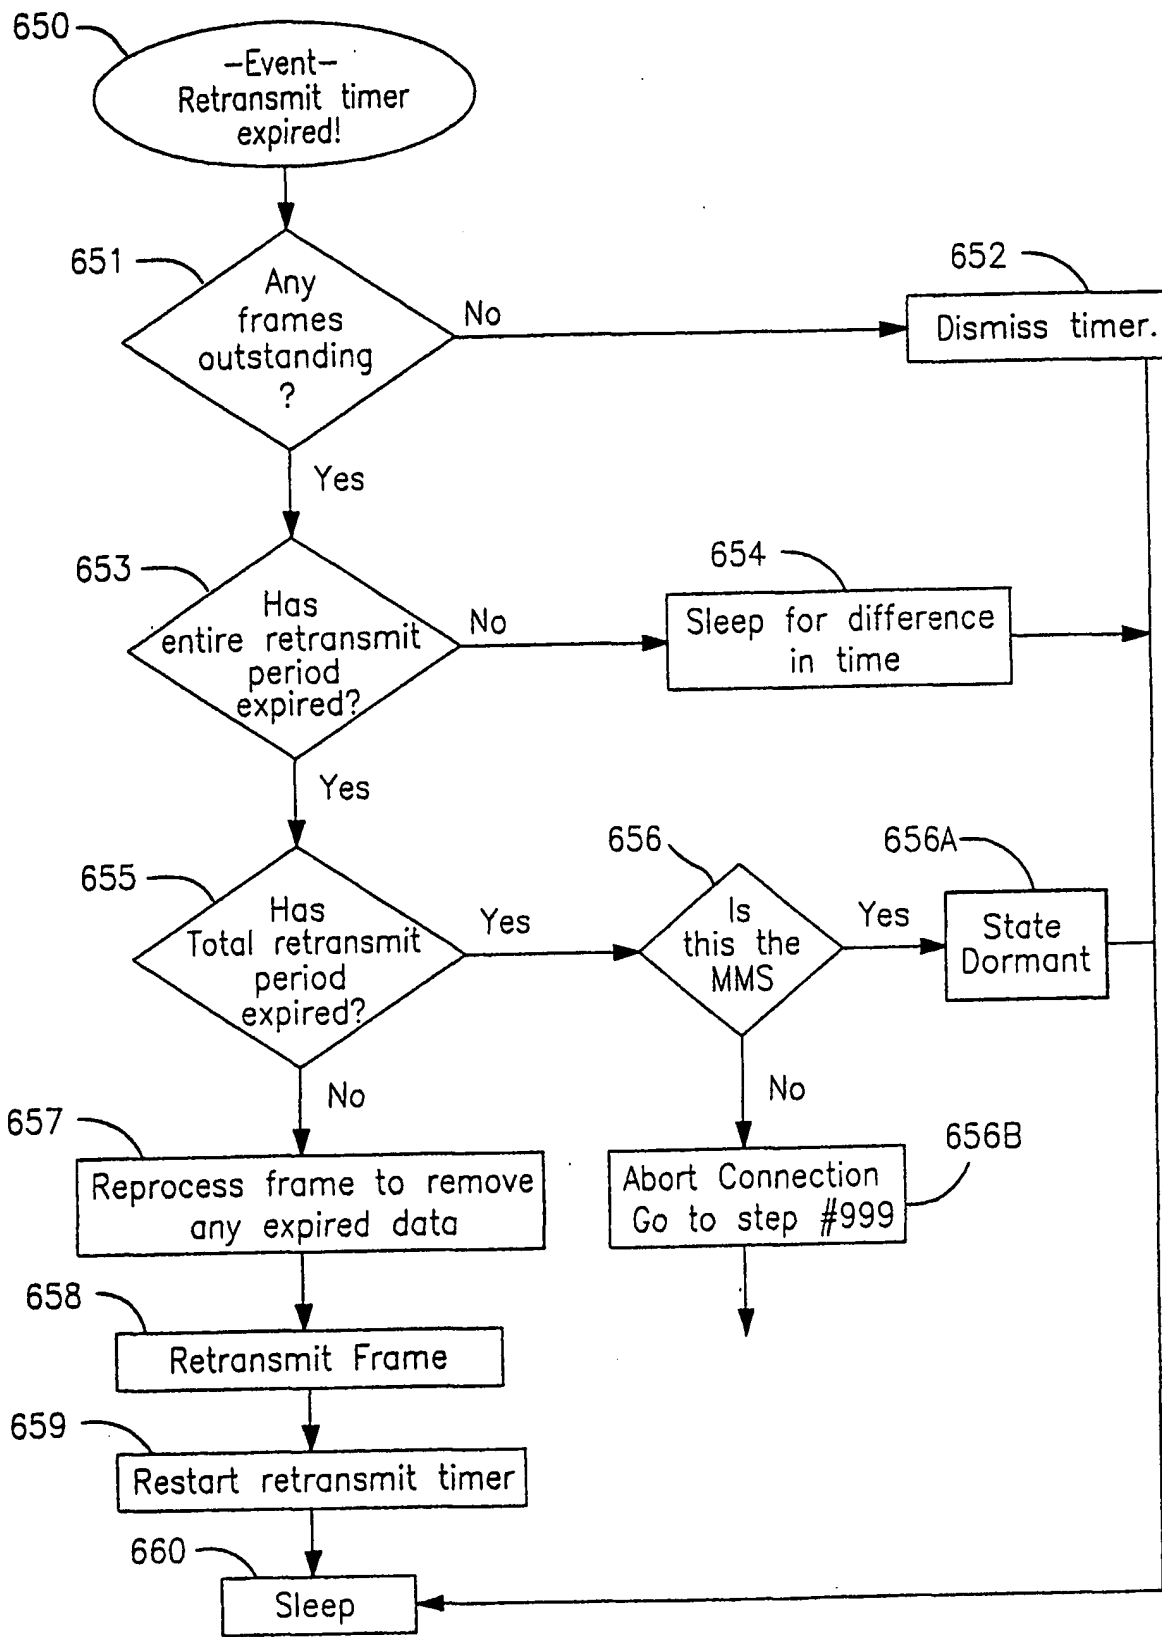 650
-Event-
Retransmit timer
expired!
651
Any
frames
outstanding
?
No
652
Dismiss timer.
Yes
653
Has
entire retransmit
period
expired?
No
654
Sleep for difference
in time
Yes
655
Has
Total retransmit
period
expired?
Yes
656
Is
this the
MMS
Yes
656A
State
Dormant
No
No
657
Reprocess frame to remove
any expired data
656B
Abort Connection
Go to step #999
658
Retransmit Frame
659
Restart retransmit timer
660
Sleep